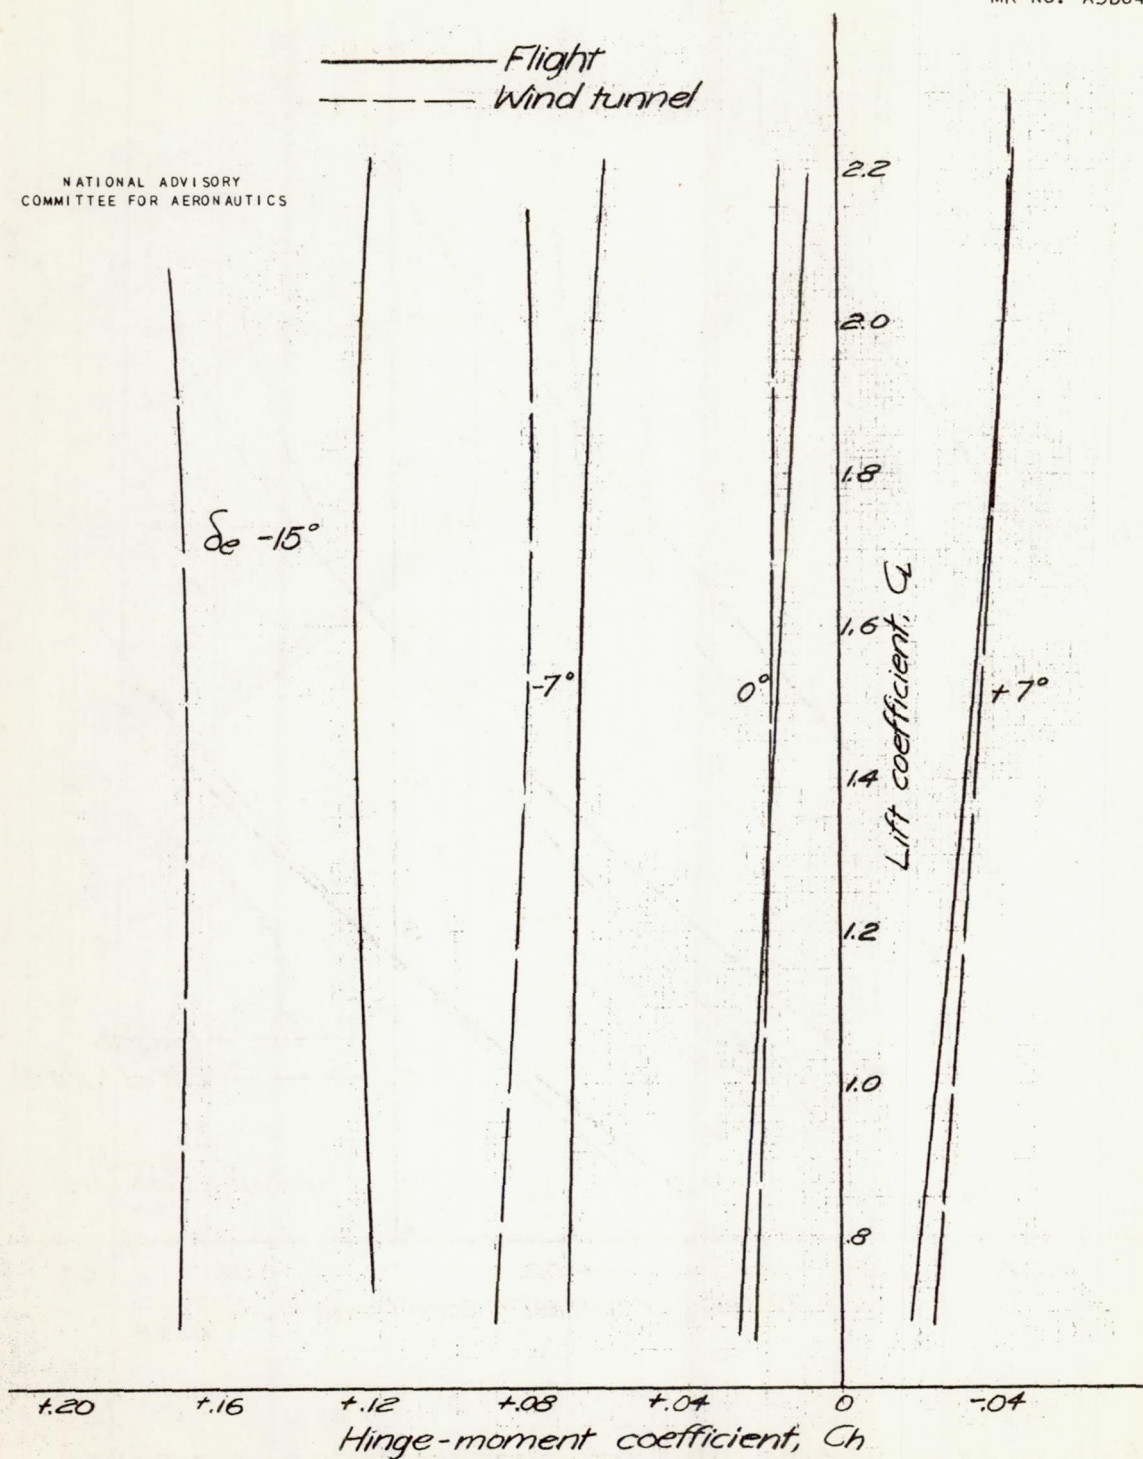 Flight
Wind tunnel
NATIONAL ADVISORY
COMMITTEE FOR AERONAUTICS
2.2
2.0
1.8
1.6
1.4
1.2
1.0
.8
Lift coefficient, CL
δe -15°
-7°
0°
+7°
+.20
+.16
+.12
+.08
+.04
0
-.04
Hinge-moment coefficient, Ch